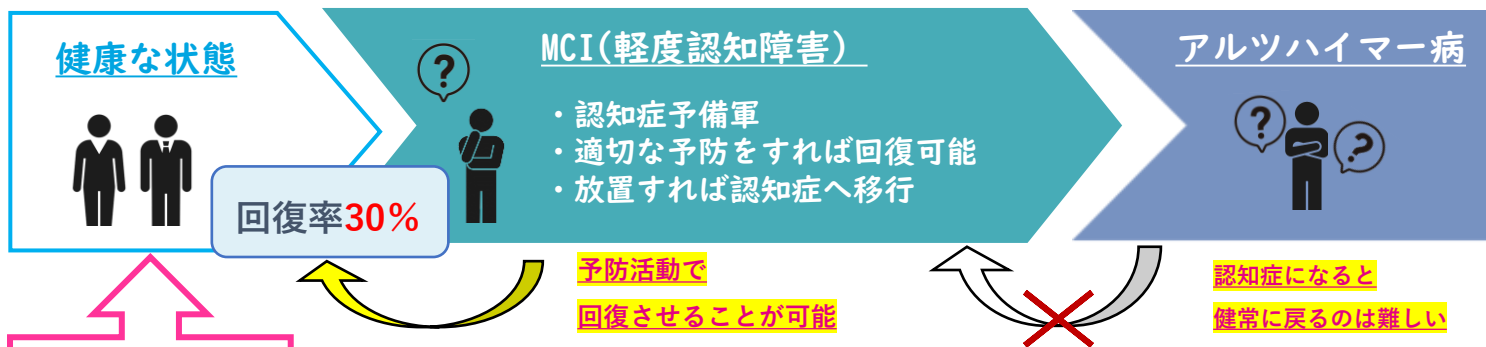 健康な状態
回復率30%
?
MCI(軽度認知障害)
・認知症予備軍
・適切な予防をすれば回復可能
・放置すれば認知症へ移行
アルツハイマー病
?
?
予防活動で
回復させることが可能
認知症になると
健常に戻るのは難しい